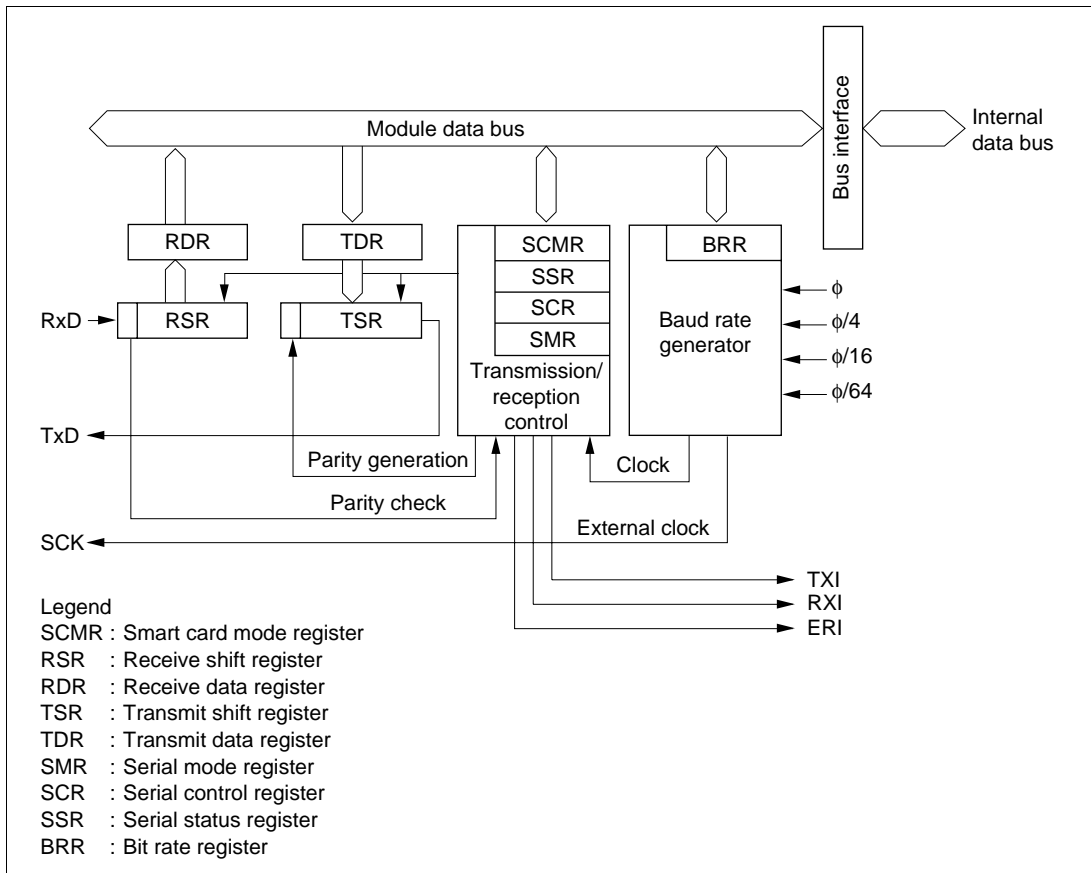 Module data bus
Bus interface
Internal
data bus
RDR
TDR
SCMR
SSR
SCR
SMR
Transmission/
reception
control
BRR
Baud rate
generator
ϕ
ϕ/4
ϕ/16
ϕ/64
RxD
RSR
TSR
TxD
Parity generation
Parity check
Clock
External clock
SCK
TXI
RXI
ERI
Legend
SCMR : Smart card mode register
RSR : Receive shift register
RDR : Receive data register
TSR : Transmit shift register
TDR : Transmit data register
SMR : Serial mode register
SCR : Serial control register
SSR : Serial status register
BRR : Bit rate register